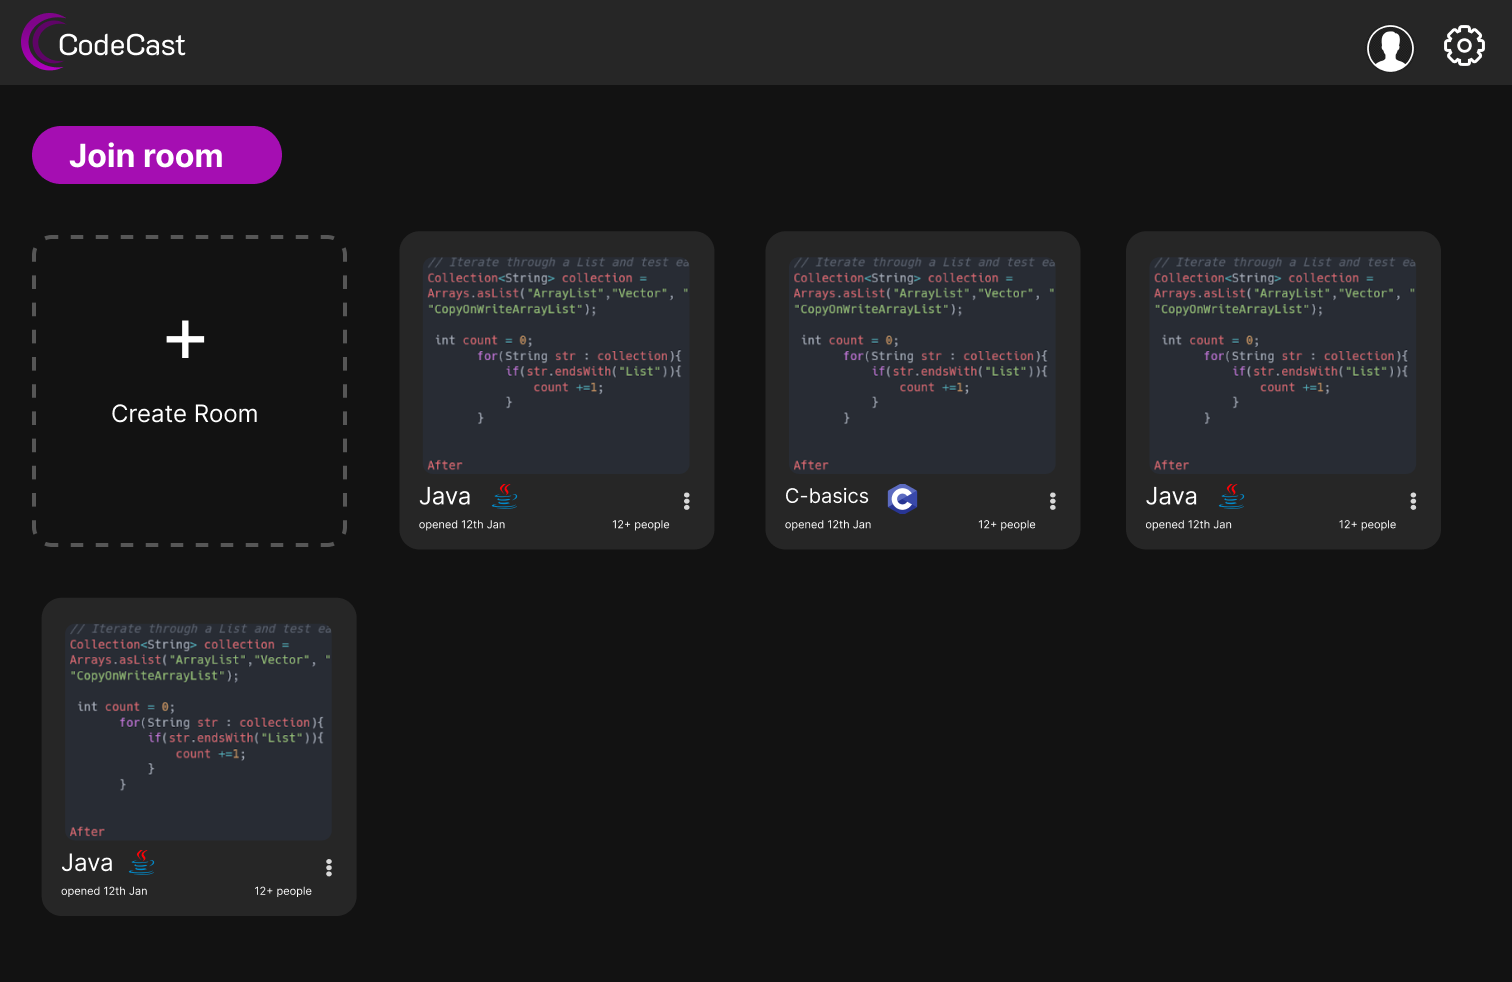 CodeCast
Join room
+
Create Room
// Iterate through a List and test ea
Collection<String> collection =
Arrays.asList("ArrayList","Vector", "
"CopyOnWriteArrayList");
int count = 0;
for(String str : collection){
if(str.endsWith("List")){
count +=1;
}
}
After
Java
opened 12th Jan 12+ people
// Iterate through a List and test ea
Collection<String> collection =
Arrays.asList("ArrayList","Vector", "
"CopyOnWriteArrayList");
int count = 0;
for(String str : collection){
if(str.endsWith("List")){
count +=1;
}
}
After
C-basics C
opened 12th Jan 12+ people
// Iterate through a List and test ea
Collection<String> collection =
Arrays.asList("ArrayList","Vector", "
"CopyOnWriteArrayList");
int count = 0;
for(String str : collection){
if(str.endsWith("List")){
count +=1;
}
}
After
Java
opened 12th Jan 12+ people
// Iterate through a List and test ea
Collection<String> collection =
Arrays.asList("ArrayList","Vector", "
"CopyOnWriteArrayList");
int count = 0;
for(String str : collection){
if(str.endsWith("List")){
count +=1;
}
}
After
Java
opened 12th Jan 12+ people